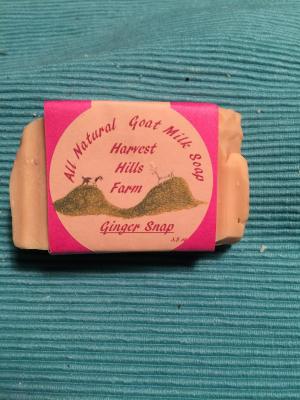 All Natural Goat Milk Soap
Harvest
Hills
Farm
Ginger Snap